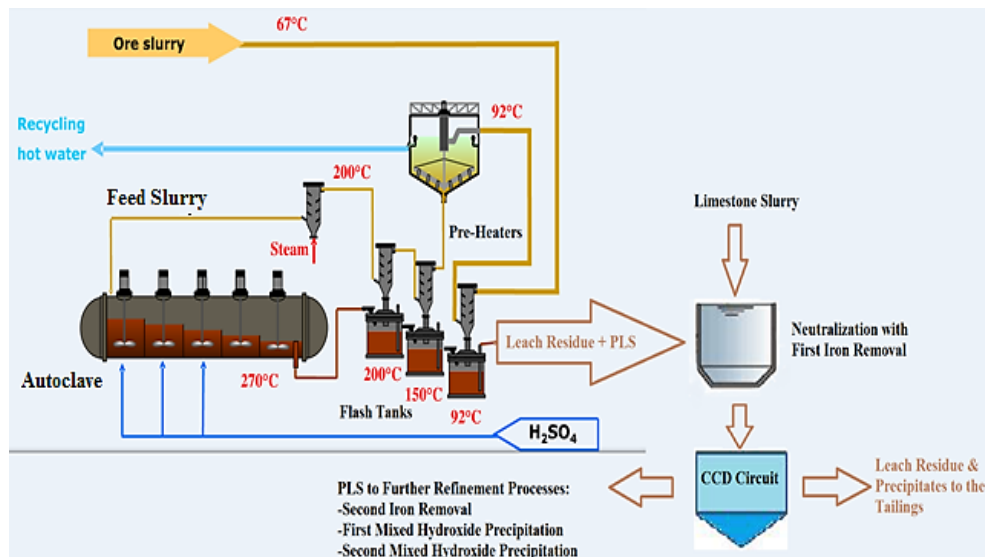 67°C
Ore slurry
92°C
Recycling
hot water
200°C
Feed Slurry
Limestone Slurry
Pre-Heaters
Steam
Neutralization with
First Iron Removal
Leach Residue + PLS
Autoclave
270°C
200°C
150°C
92°C
Flash Tanks
H₂SO₄
CCD Circuit
Leach Residue &
Precipitates to the
Tailings
PLS to Further Refinement Processes:
-Second Iron Removal
-First Mixed Hydroxide Precipitation
-Second Mixed Hydroxide Precipitation